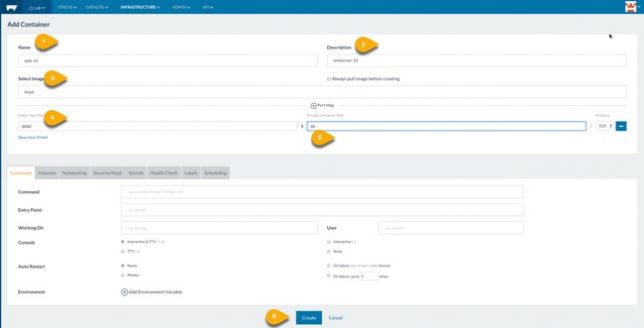 Lab
STACKS CATALOG INFRASTRUCTURE ADMIN API
Add Container
Name 1
Description 2
web-10
webserver-10
Select Image 3
Always pull image before creating
httpd
Port Map
Public Host Port 4
Private Container Port
Protocol
8080
80
TCP
Show Host IP field
5
Command Volumes Networking Security/Host Secrets Health Check Labels Scheduling
Command
Entry Point
Working Dir
User
Console
Interactive & TTY
Interactive
TTY
None
Auto Restart
Never
Always
On failure, up to 5 times
Environment
Add Environment Variable
6
Create Cancel